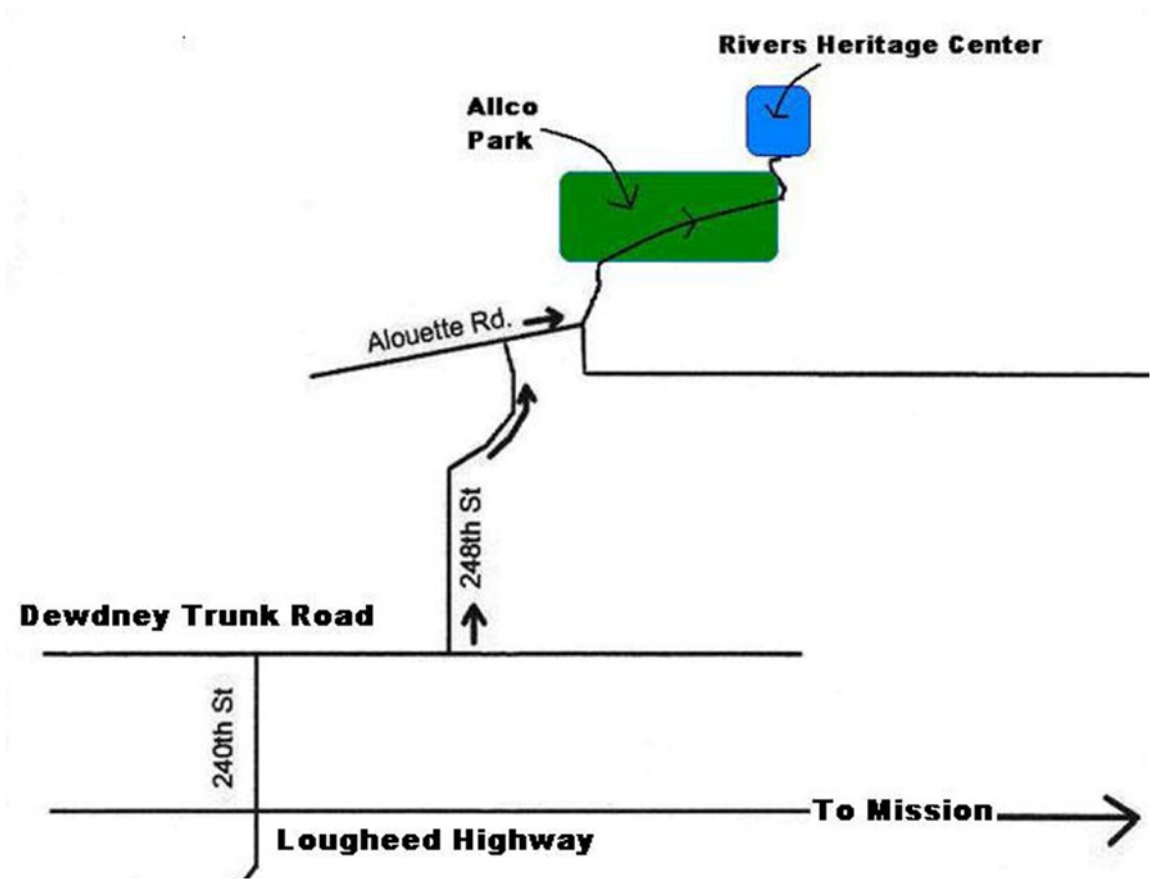 Rivers Heritage Center
Allco
Park
Alouette Rd.
248th St
Dewdney Trunk Road
240th St
To Mission
Lougheed Highway